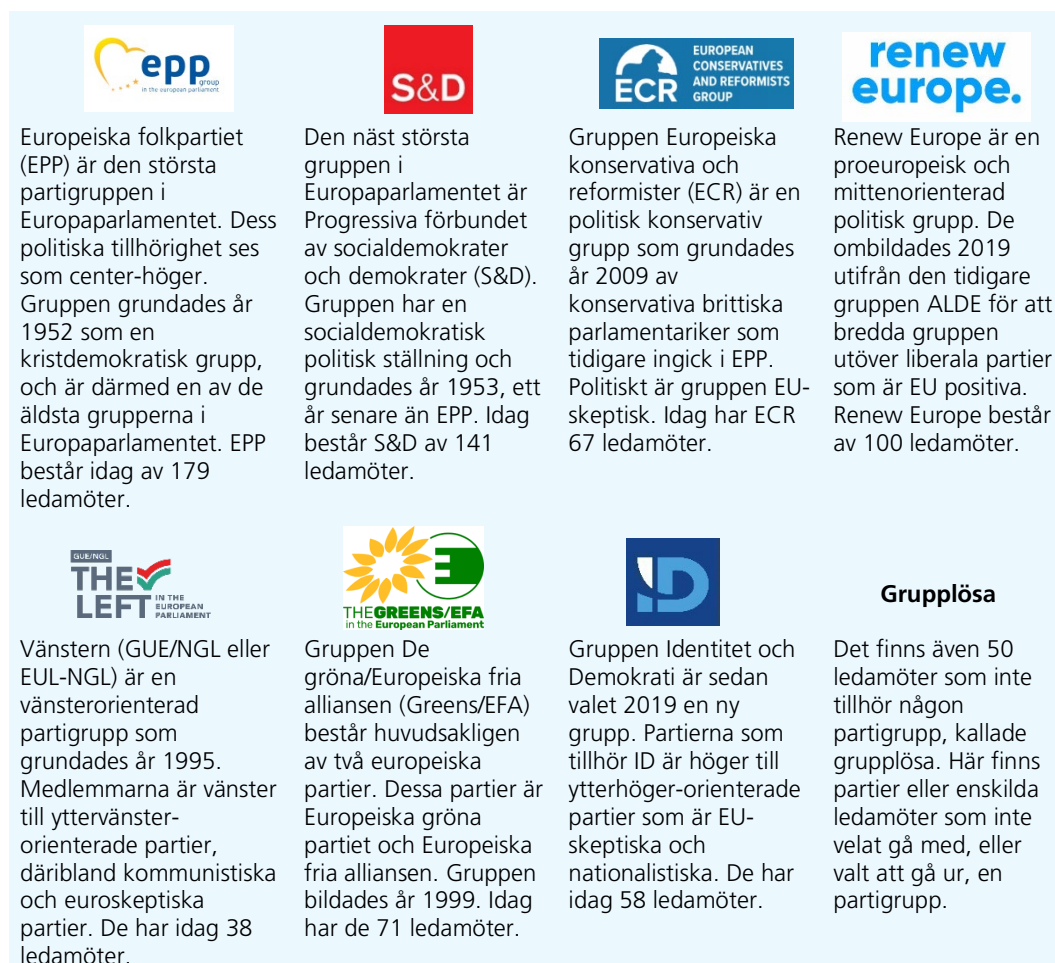 epp
group
in the european parliament
Europeiska folkpartiet
(EPP) är den största
partigruppen i
Europaparlamentet. Dess
politiska tillhörighet ses
som center-höger.
Gruppen grundades år
1952 som en
kristdemokratisk grupp,
och är därmed en av de
äldsta grupperna i
Europaparlamentet. EPP
består idag av 179
ledamöter.
S&D
Den näst största
gruppen i
Europaparlamentet är
Progressiva förbundet
av socialdemokrater
och demokrater (S&D).
Gruppen har en
socialdemokratisk
politisk ställning och
grundades år 1953, ett
år senare än EPP. Idag
består S&D av 141
ledamöter.
ECR
EUROPEAN
CONSERVATIVES
AND REFORMISTS
GROUP
Gruppen Europeiska
konservativa och
reformister (ECR) är en
politisk konservativ
grupp som grundades
år 2009 av
konservativa brittiska
parlamentariker som
tidigare ingick i EPP.
Politiskt är gruppen EU-
skeptisk. Idag har ECR
67 ledamöter.
renew
europe.
Renew Europe är en
proeuropeisk och
mittenorienterad
politisk grupp. De
ombildades 2019
utifrån den tidigare
gruppen ALDE för att
bredda gruppen
utöver liberala partier
som är EU positiva.
Renew Europe består
av 100 ledamöter.
GUE/NGL
THE
LEFT
IN THE
EUROPEAN
PARLIAMENT
Vänstern (GUE/NGL eller
EUL-NGL) är en
vänsterorienterad
partigrupp som
grundades år 1995.
Medlemmarna är vänster
till yttervänster-
orienterade partier,
däribland kommunistiska
och euroskeptiska
partier. De har idag 38
ledamöter.
THE GREENS/EFA
in the European Parliament
Gruppen De
gröna/Europeiska fria
alliansen (Greens/EFA)
består huvudsakligen
av två europeiska
partier. Dessa partier är
Europeiska gröna
partiet och Europeiska
fria alliansen. Gruppen
bildades år 1999. Idag
har de 71 ledamöter.
ID
Gruppen Identitet och
Demokrati är sedan
valet 2019 en ny
grupp. Partierna som
tillhör ID är höger till
ytterhöger-orienterade
partier som är EU-
skeptiska och
nationalistiska. De har
idag 58 ledamöter.
Grupplösa
Det finns även 50
ledamöter som inte
tillhör någon
partigrupp, kallade
grupplösa. Här finns
partier eller enskilda
ledamöter som inte
velat gå med, eller
valt att gå ur, en
partigrupp.